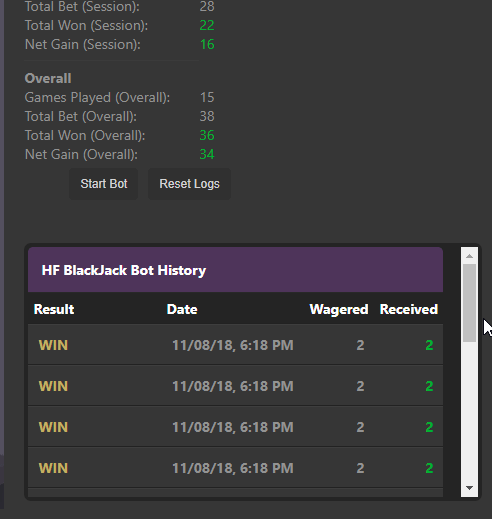 Total Bet (Session): 28
Total Won (Session): 22
Net Gain (Session): 16
Overall
Games Played (Overall): 15
Total Bet (Overall): 38
Total Won (Overall): 36
Net Gain (Overall): 34
Start Bot Reset Logs
HF BlackJack Bot History
Result Date Wagered Received
WIN 11/08/18, 6:18 PM 2 2
WIN 11/08/18, 6:18 PM 2 2
WIN 11/08/18, 6:18 PM 2 2
WIN 11/08/18, 6:18 PM 2 2